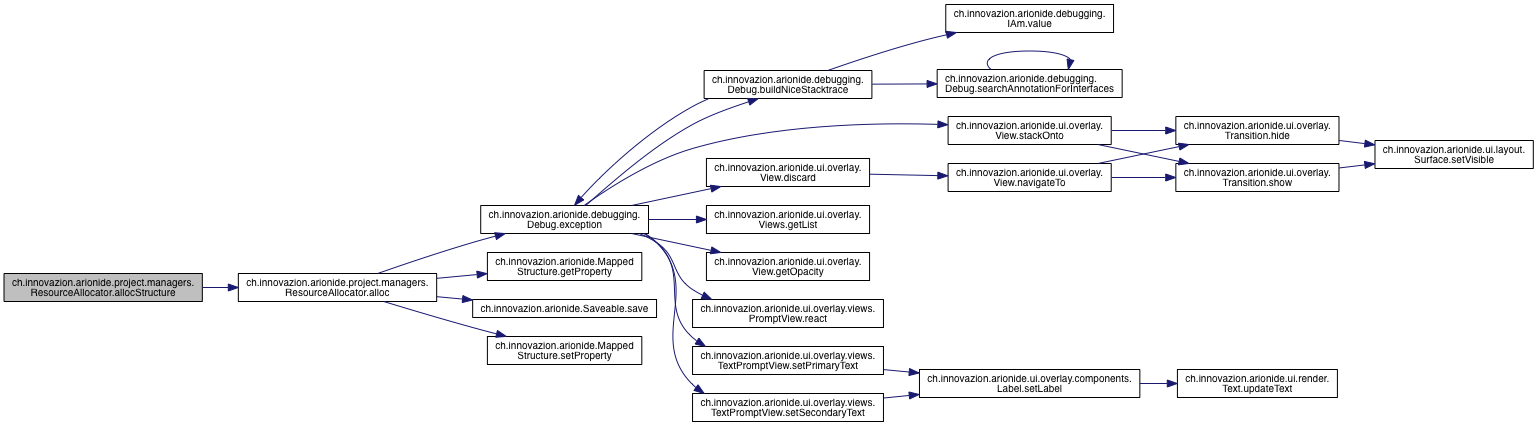 ch.innovazion.arionide.project.managers.
ResourceAllocator.allocStructure
ch.innovazion.arionide.project.managers.
ResourceAllocator.alloc
ch.innovazion.arionide.debugging.
Debug.exception
ch.innovazion.arionide.Mapped
Structure.getProperty
ch.innovazion.arionide.Saveable.save
ch.innovazion.arionide.Mapped
Structure.setProperty
ch.innovazion.arionide.debugging.
Debug.buildNiceStacktrace
ch.innovazion.arionide.ui.overlay.
View.discard
ch.innovazion.arionide.ui.overlay.
Views.getList
ch.innovazion.arionide.ui.overlay.
View.getOpacity
ch.innovazion.arionide.ui.overlay.views.
PromptView.react
ch.innovazion.arionide.ui.overlay.views.
TextPromptView.setPrimaryText
ch.innovazion.arionide.ui.overlay.views.
TextPromptView.setSecondaryText
ch.innovazion.arionide.debugging.
IAm.value
ch.innovazion.arionide.debugging.
Debug.searchAnnotationForInterfaces
ch.innovazion.arionide.ui.overlay.
View.stackOnto
ch.innovazion.arionide.ui.overlay.
View.navigateTo
ch.innovazion.arionide.ui.overlay.components.
Label.setLabel
ch.innovazion.arionide.ui.overlay.
Transition.hide
ch.innovazion.arionide.ui.overlay.
Transition.show
ch.innovazion.arionide.ui.render.
Text.updateText
ch.innovazion.arionide.ui.layout.
Surface.setVisible